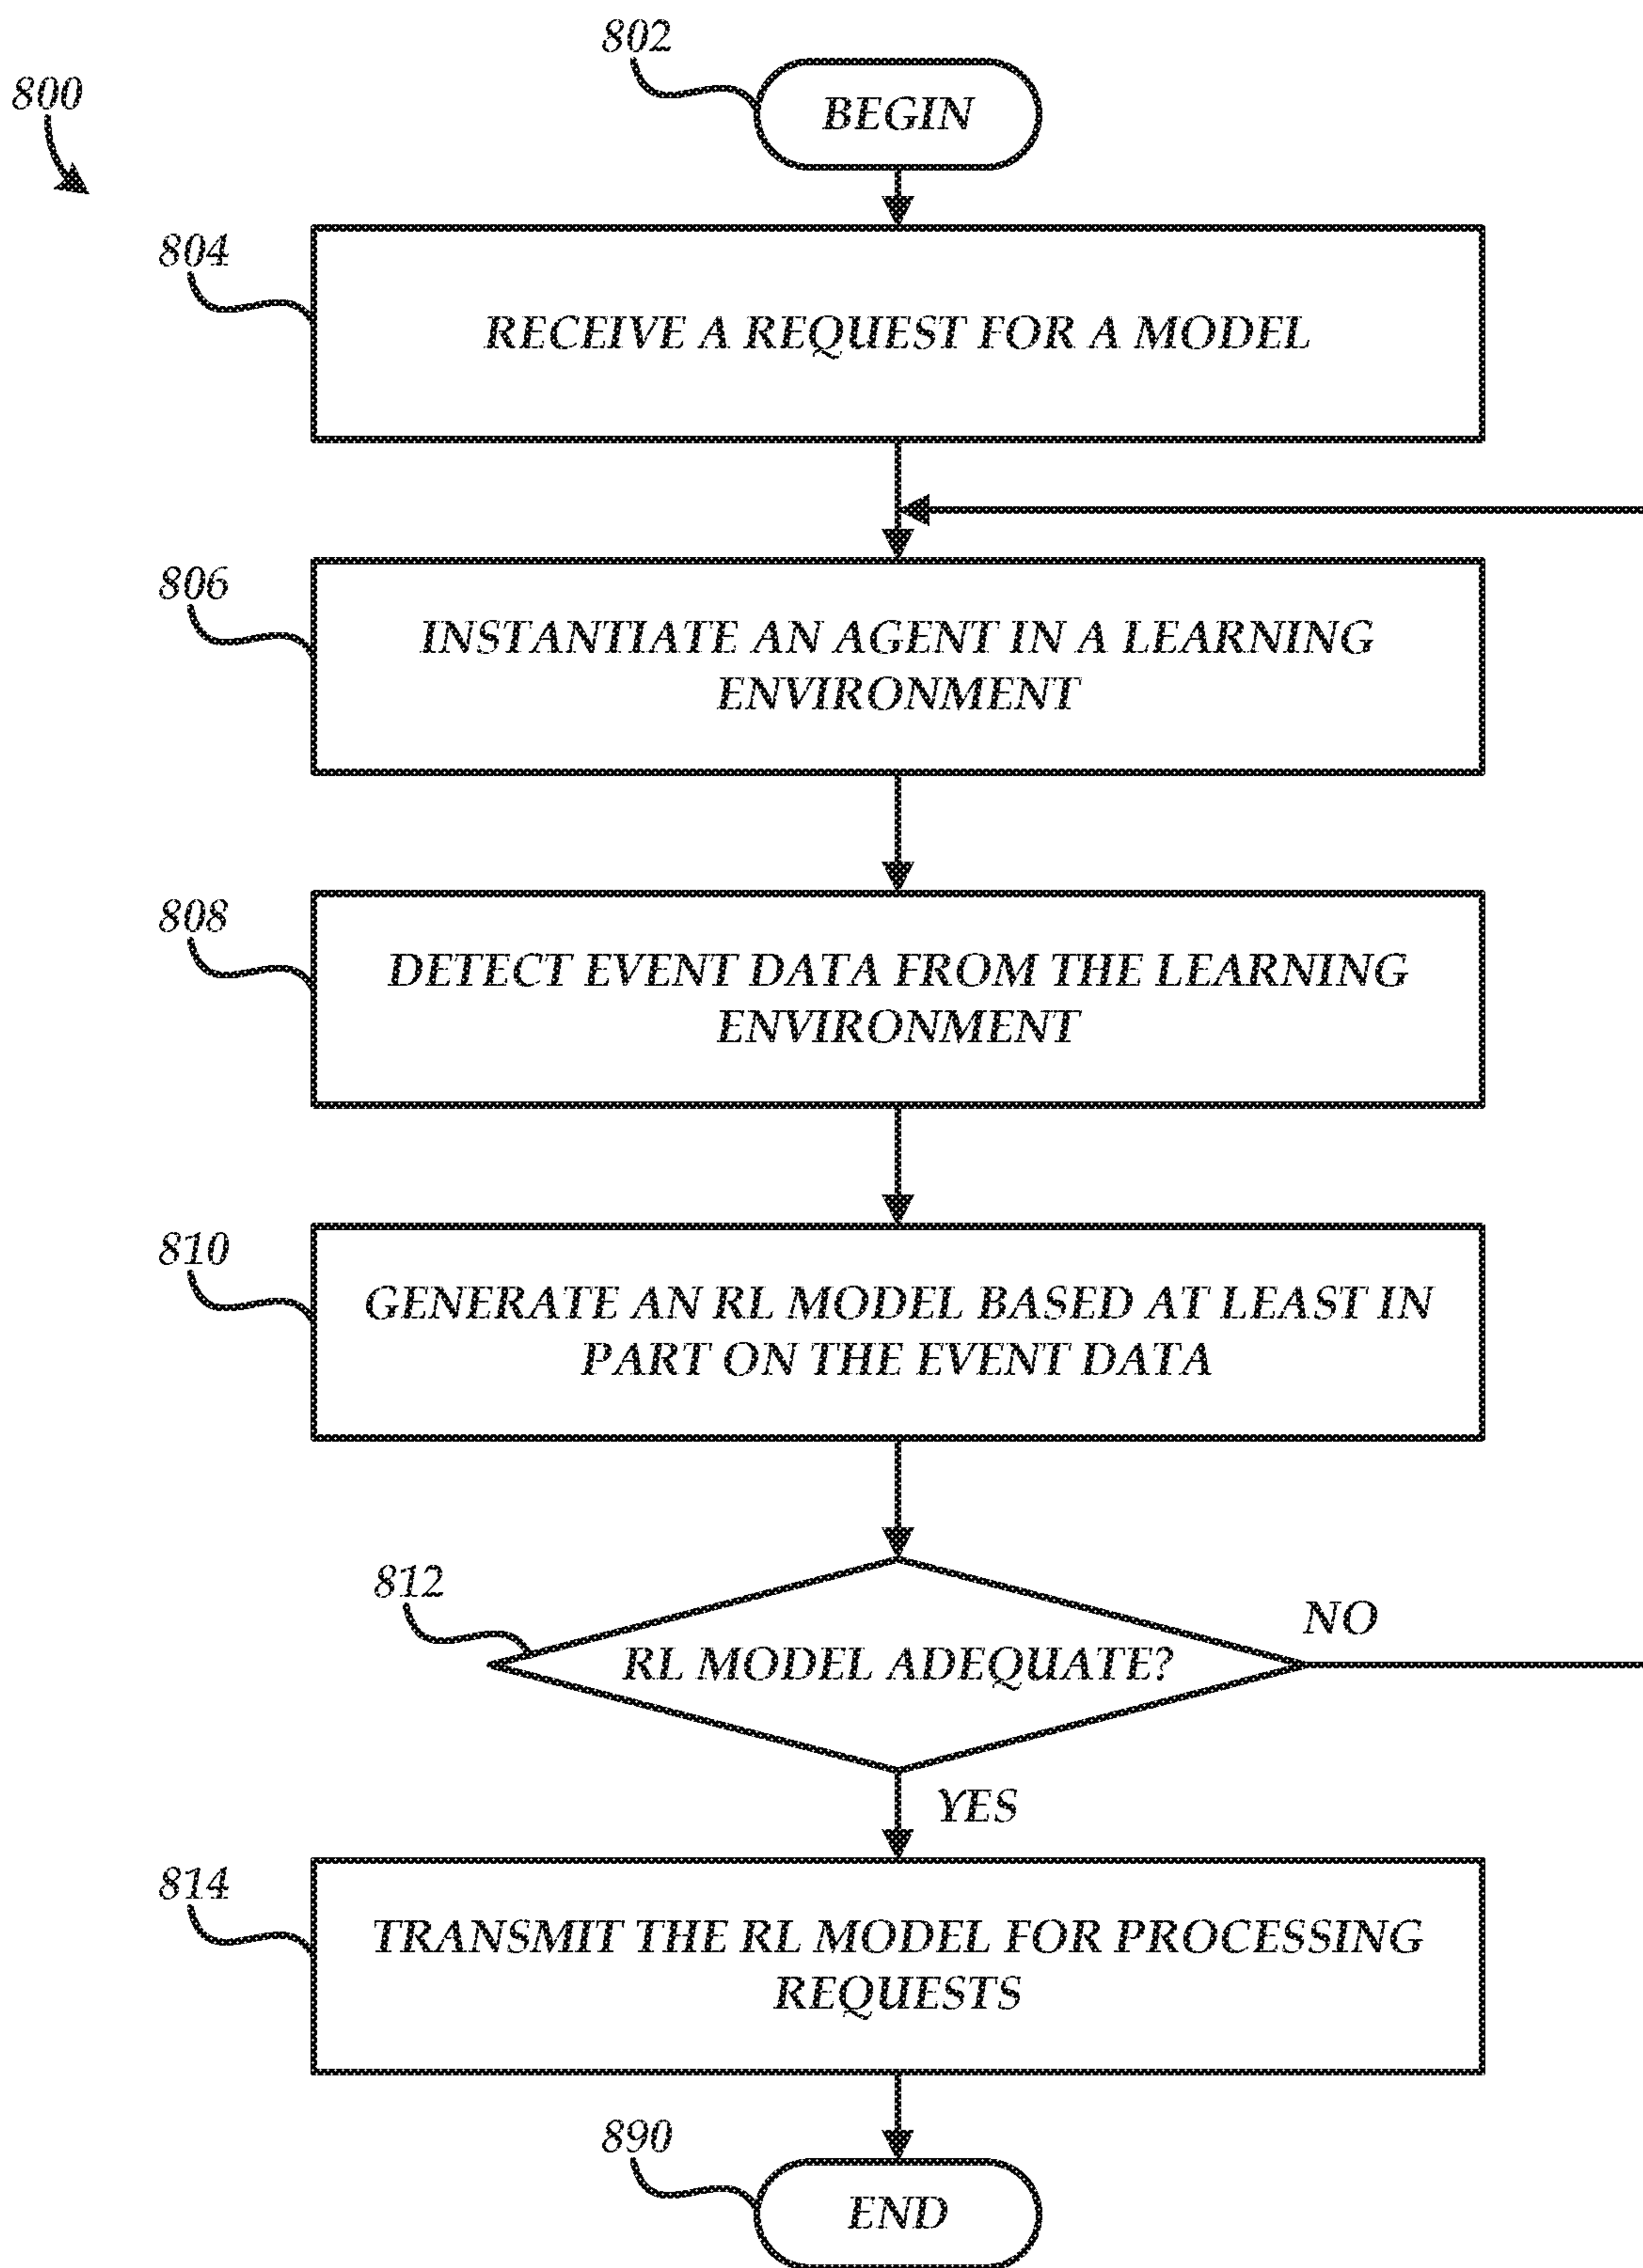 802
800
BEGIN
804
RECEIVE A REQUEST FOR A MODEL
806
INSTANTIATE AN AGENT IN A LEARNING
ENVIRONMENT
808
DETECT EVENT DATA FROM THE LEARNING
ENVIRONMENT
810
GENERATE AN RL MODEL BASED AT LEAST IN
PART ON THE EVENT DATA
812
NO
RL MODEL ADEQUATE?
YES
814
TRANSMIT THE RL MODEL FOR PROCESSING
REQUESTS
890
END